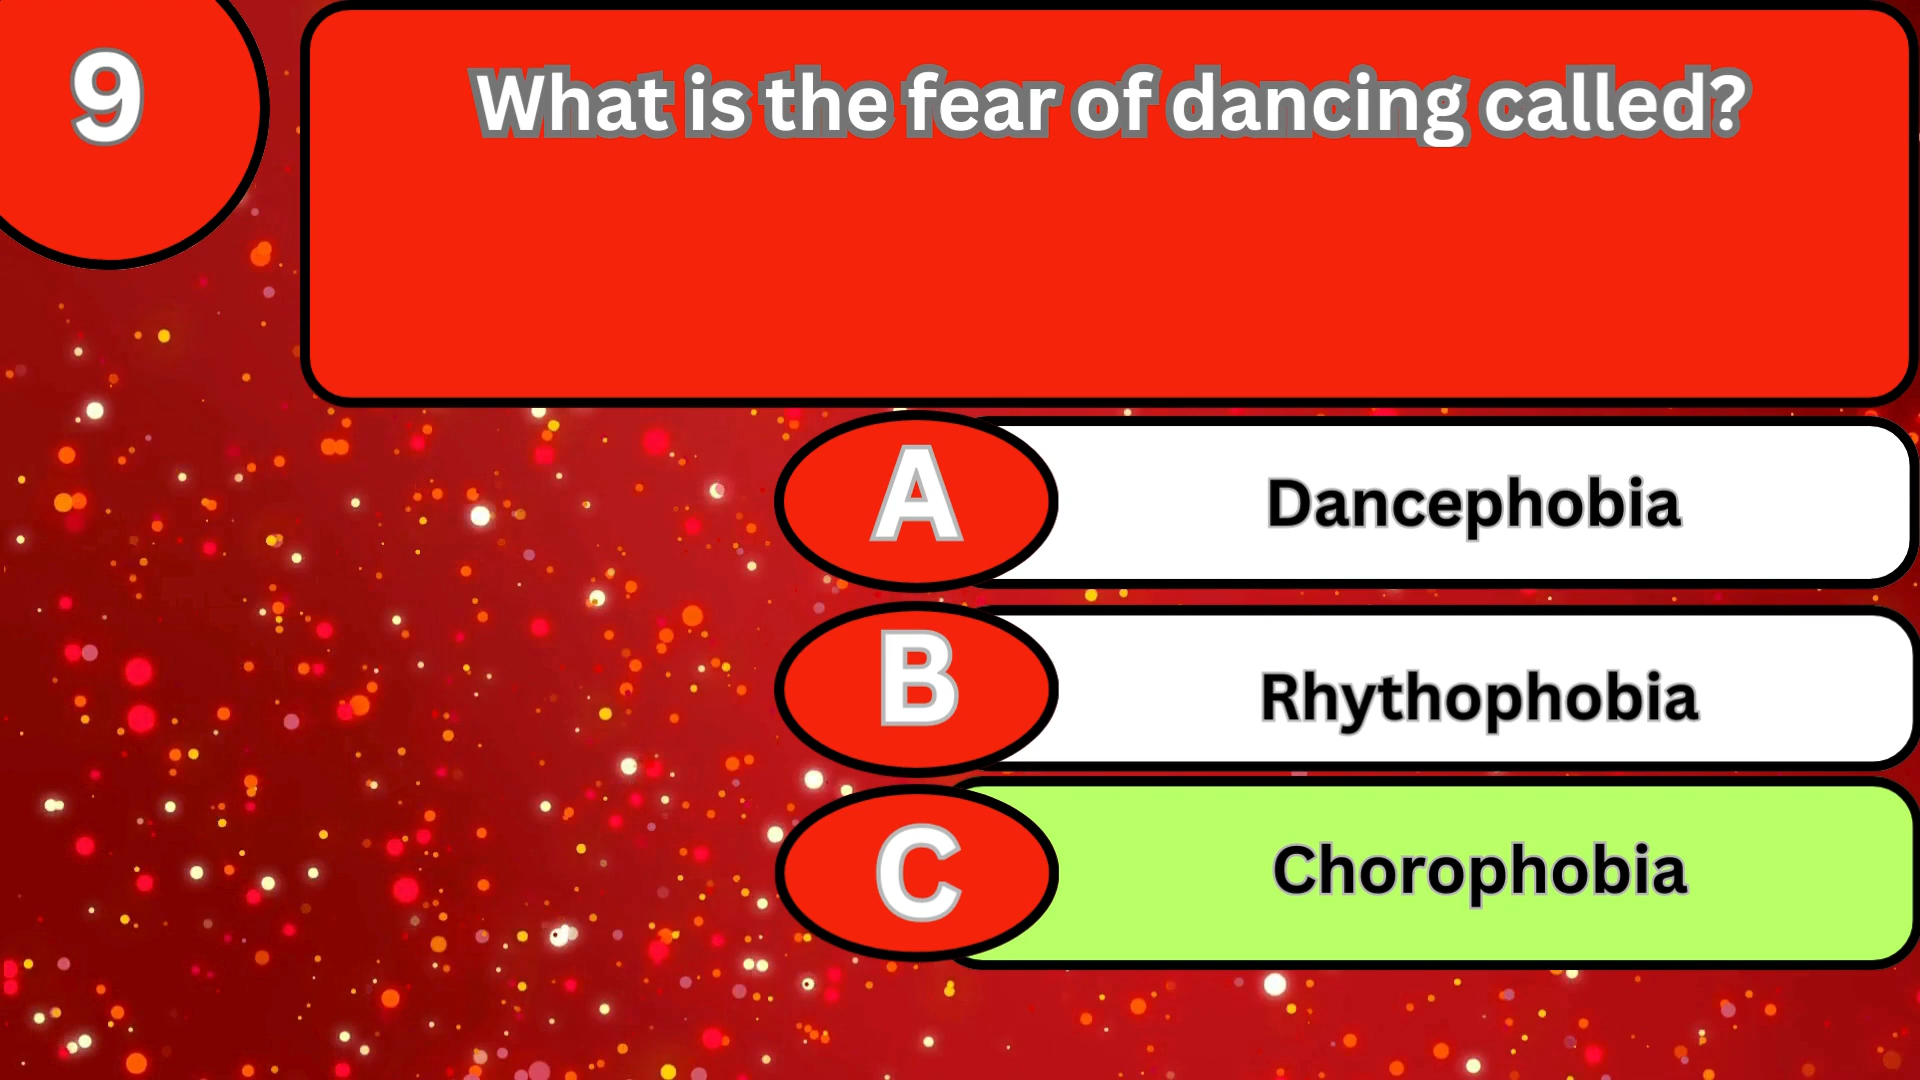 9
What is the fear of dancing called?
A
Dancephobia
B
Rhythophobia
C
Chorophobia